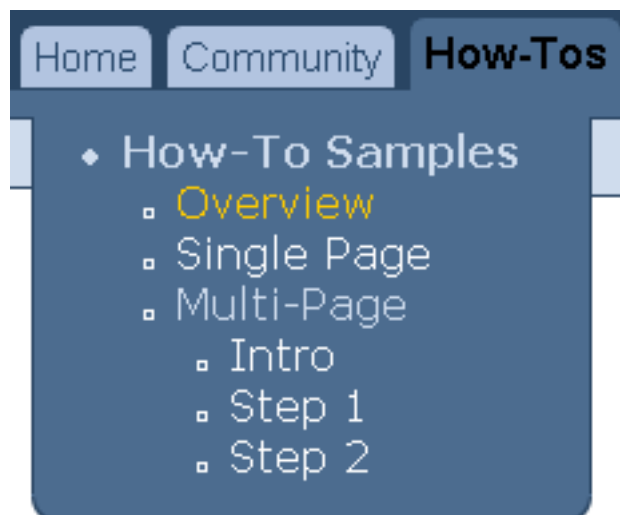 Home Community How-Tos
How-To Samples
Overview
Single Page
Multi-Page
Intro
Step 1
Step 2